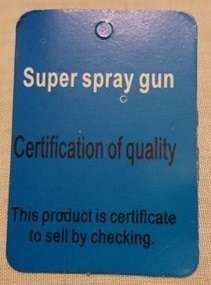 Super spray gun
Certification of quality
This product is certificate
to sell by checking.